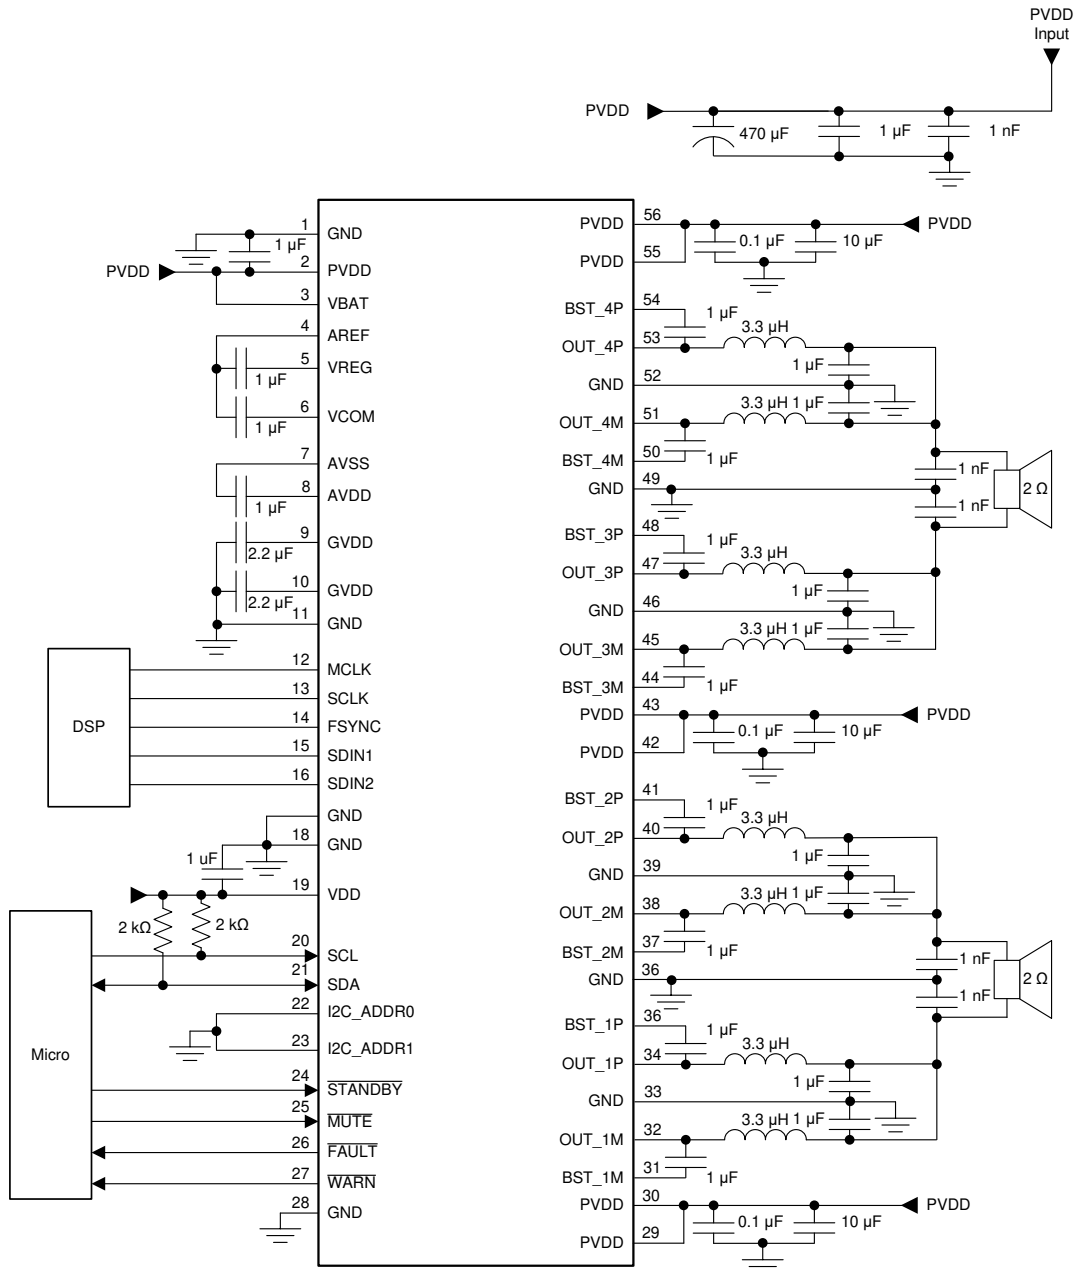 PVDD
Input
PVDD
470 µF
1 µF
1 nF
1
GND
1 µF
2
PVDD
PVDD
3
VBAT
4
AREF
5
VREG
1 µF
6
VCOM
1 µF
7
AVSS
8
AVDD
1 µF
9
GVDD
2.2 µF
10
GVDD
2.2 µF
11
GND
DSP
12
MCLK
13
SCLK
14
FSYNC
15
SDIN1
16
SDIN2
GND
18
GND
1 uF
19
VDD
2 kΩ
2 kΩ
Micro
20
SCL
21
SDA
22
I2C_ADDR0
23
I2C_ADDR1
24
STANDBY
25
MUTE
26
FAULT
27
WARN
28
GND
PVDD
56
PVDD
0.1 µF
10 µF
PVDD
55
BST_4P
54
1 µF
3.3 µH
OUT_4P
53
1 µF
GND
52
3.3 µH
1 µF
OUT_4M
51
BST_4M
50
1 µF
GND
49
1 nF
1 nF
2 Ω
BST_3P
48
1 µF
3.3 µH
OUT_3P
47
1 µF
GND
46
3.3 µH
1 µF
OUT_3M
45
BST_3M
44
1 µF
PVDD
43
PVDD
0.1 µF
10 µF
PVDD
42
BST_2P
41
1 µF
3.3 µH
OUT_2P
40
1 µF
GND
39
3.3 µH
1 µF
OUT_2M
38
BST_2M
37
1 µF
GND
36
1 nF
1 nF
2 Ω
BST_1P
36
1 µF
3.3 µH
OUT_1P
34
1 µF
GND
33
3.3 µH
1 µF
OUT_1M
32
BST_1M
31
1 µF
PVDD
30
PVDD
0.1 µF
10 µF
PVDD
29